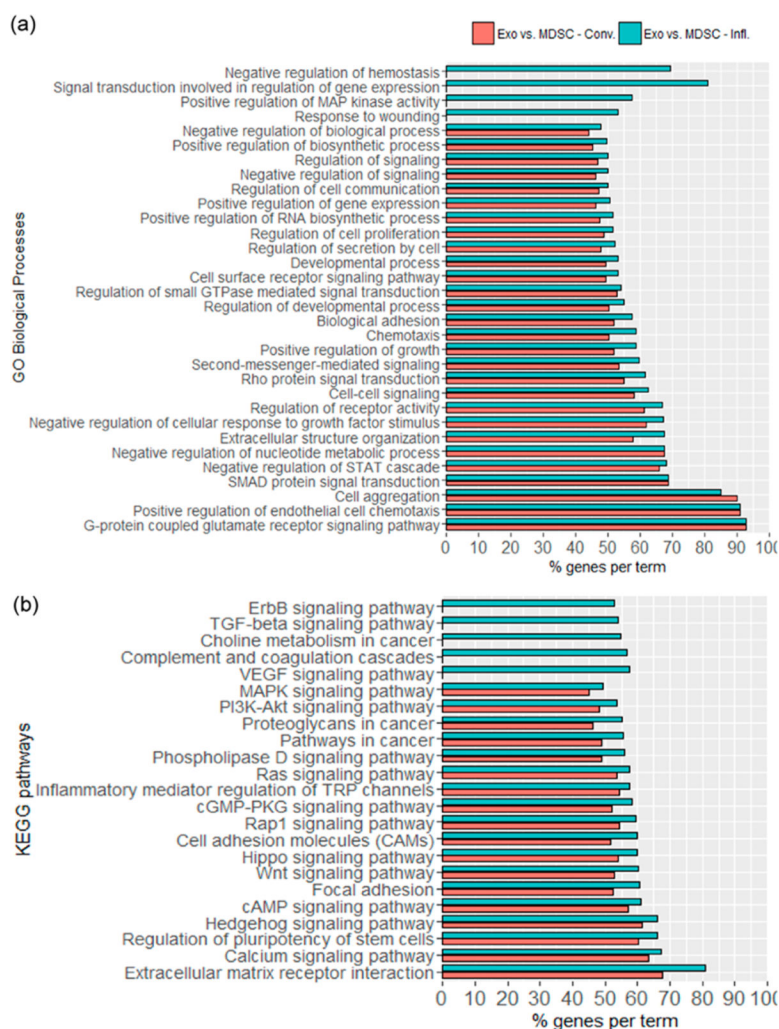 (a)
Exo vs. MDSC - Conv. Exo vs. MDSC - Infl.
Negative regulation of hemostasis
Signal transduction involved in regulation of gene expression
Positive regulation of MAP kinase activity
Response to wounding
Negative regulation of biological process
Positive regulation of biosynthetic process
Regulation of signaling
Negative regulation of signaling
Regulation of cell communication
Positive regulation of gene expression
Positive regulation of RNA biosynthetic process
Regulation of cell proliferation
Regulation of secretion by cell
Developmental process
Cell surface receptor signaling pathway
Regulation of small GTPase mediated signal transduction
Regulation of developmental process
Biological adhesion
Chemotaxis
Positive regulation of growth
Second-messenger-mediated signaling
Rho protein signal transduction
Cell-cell signaling
Regulation of receptor activity
Negative regulation of cellular response to growth factor stimulus
Extracellular structure organization
Negative regulation of nucleotide metabolic process
Negative regulation of STAT cascade
SMAD protein signal transduction
Cell aggregation
Positive regulation of endothelial cell chemotaxis
G-protein coupled glutamate receptor signaling pathway
GO Biological Processes
0 10 20 30 40 50 60 70 80 90 100
% genes per term
(b)
ErbB signaling pathway
TGF-beta signaling pathway
Choline metabolism in cancer
Complement and coagulation cascades
VEGF signaling pathway
MAPK signaling pathway
PI3K-Akt signaling pathway
Proteoglycans in cancer
Pathways in cancer
Phospholipase D signaling pathway
Ras signaling pathway
Inflammatory mediator regulation of TRP channels
cGMP-PKG signaling pathway
Rap1 signaling pathway
Cell adhesion molecules (CAMs)
Hippo signaling pathway
Wnt signaling pathway
Focal adhesion
cAMP signaling pathway
Hedgehog signaling pathway
Regulation of pluripotency of stem cells
Calcium signaling pathway
Extracellular matrix receptor interaction
KEGG pathways
0 10 20 30 40 50 60 70 80 90 100
% genes per term